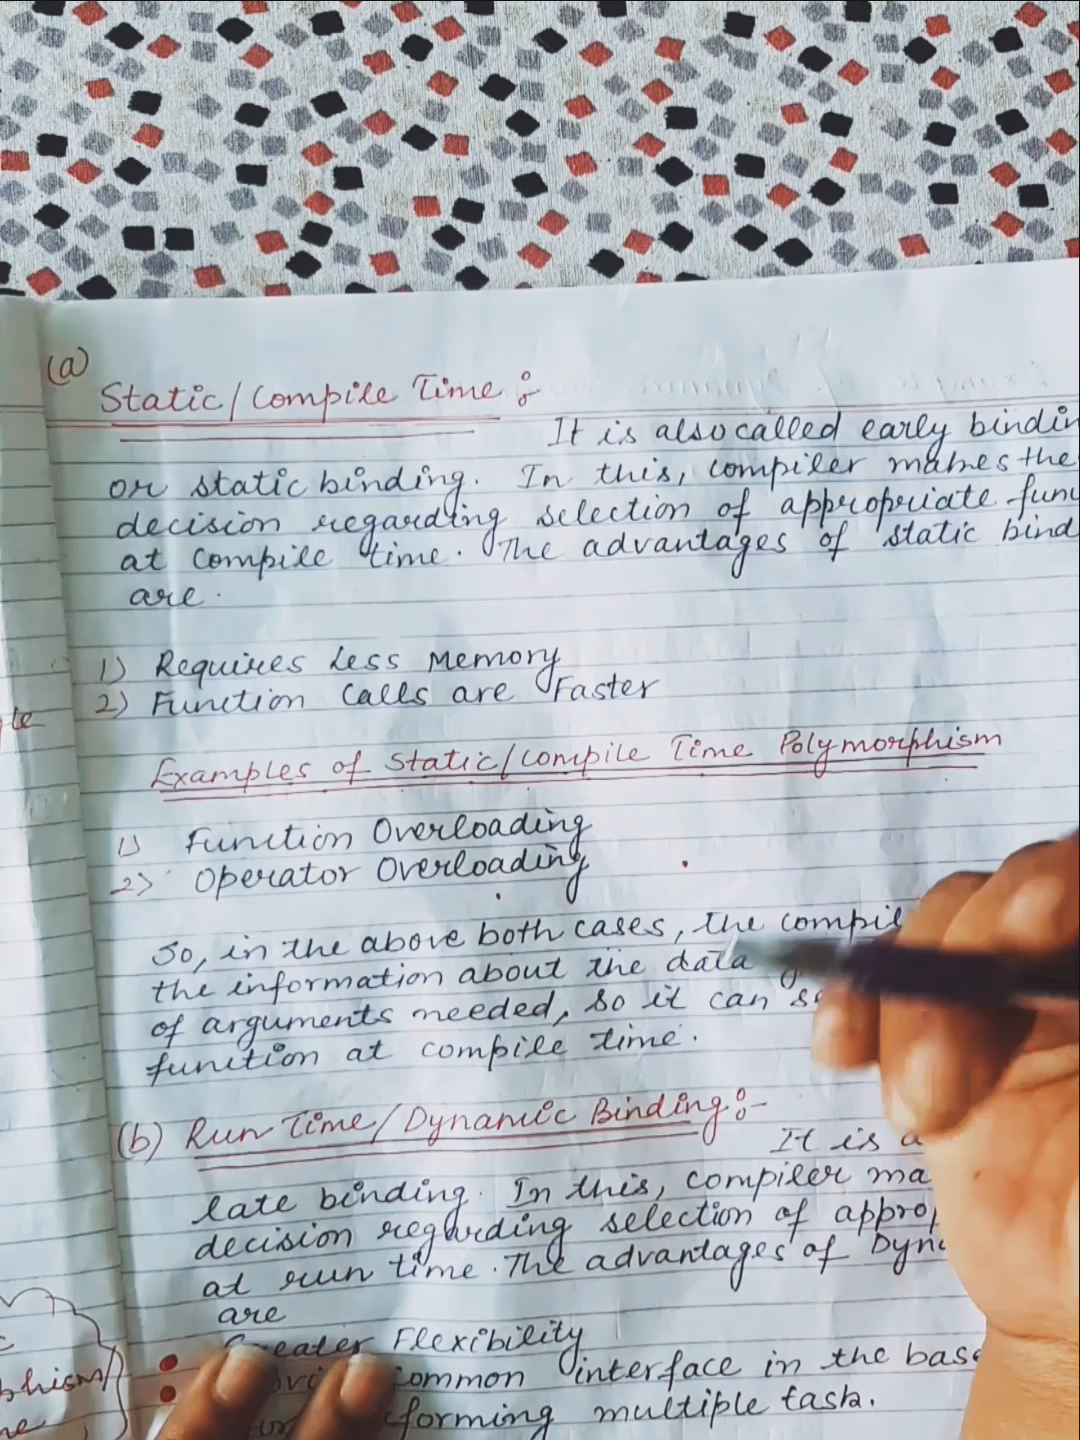 (a)
Static/Compile Time :-
It is also called early
or static binding. In this, compiler makes the
decision regarding selection of appropriate
at compile time. The advantages of static
are.
1) Requires Less Memory
2) Function Calls are Faster
Examples of Static/Compile Time Polymorphism
1) Function Overloading
2) Operator Overloading
So, in the above both cases, the
the information about the data
of arguments needed, so it can
function at compile time.
(b) Run Time/Dynamic Binding :-
It is
late binding. In this, compiler
decision regarding selection of
at run time. The advantages of
are
Flexibility
common interface in the
multiple task.